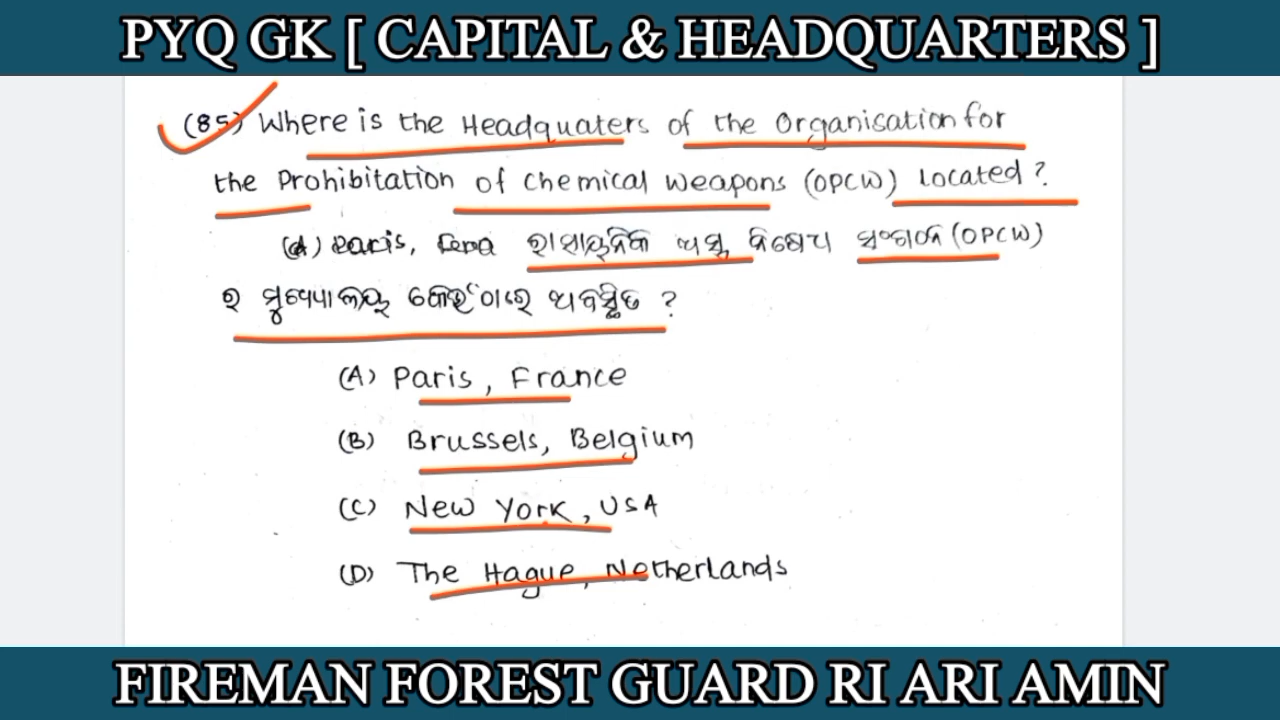 PYQ GK [ CAPITAL & HEADQUARTERS ]
(85) Where is the Headquaters of the Organisation for
the Prohibitation of Chemical Weapons (OPCW) Located?
(A) Paris, ରାସାୟନିକ ଅସ୍ତ୍ର ନିଷେଧ ସଂଗଠନ (OPCW)
ର ମୁଖ୍ୟାଳୟ କେଉଁଠାରେ ଅବସ୍ଥିତ ?
(A) Paris, France
(B) Brussels, Belgium
(C) New York, USA
(D) The Hague, Netherlands
FIREMAN FOREST GUARD RI ARI AMIN